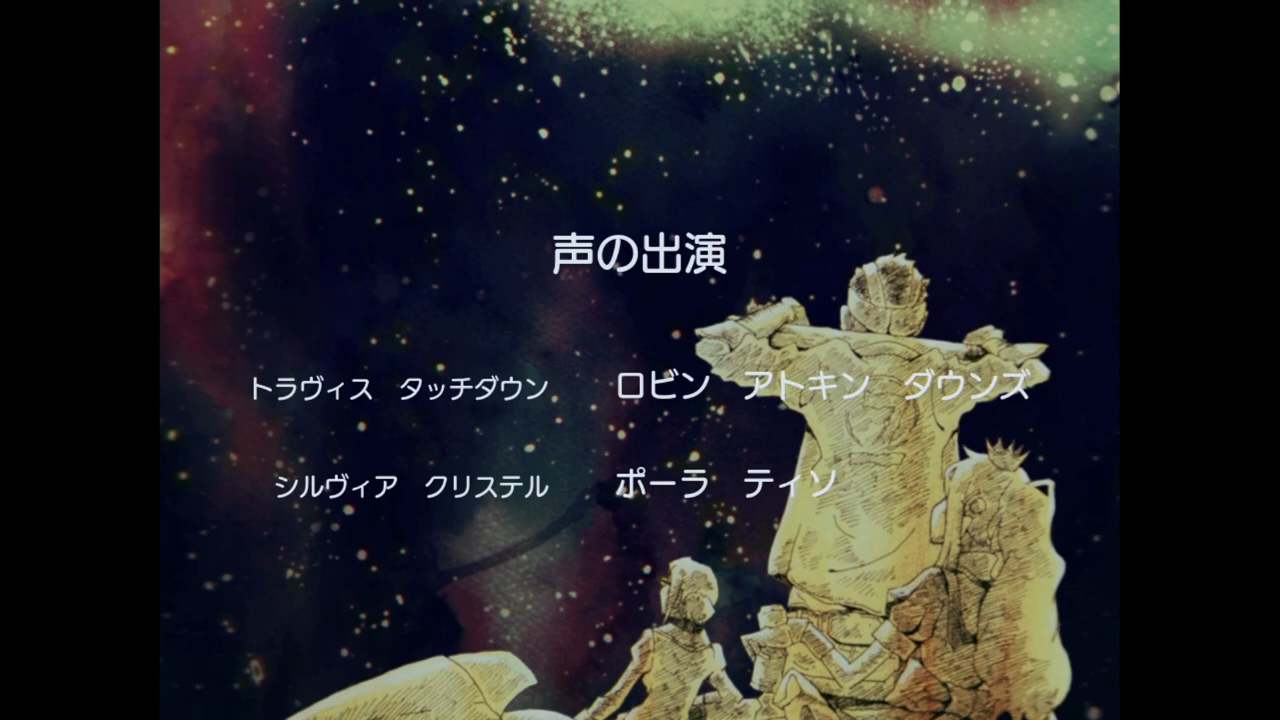 声の出演
トラヴィス　タッチダウン　ロビン　アトキン　ダウンズ
シルヴィア　クリステル　ポーラ　ティソ